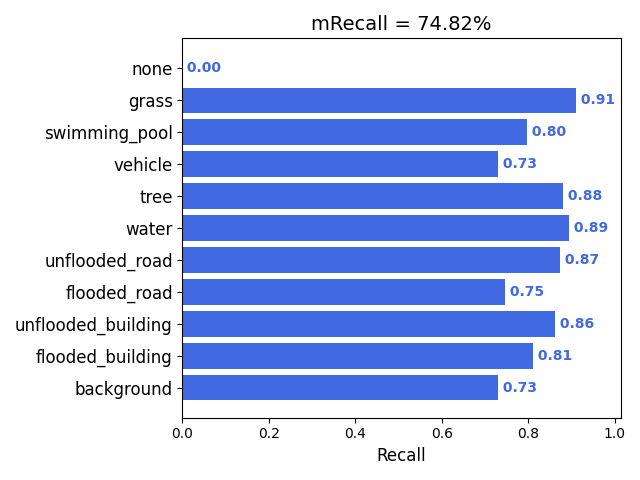 mRecall = 74.82%
none 0.00
grass 0.91
swimming_pool 0.80
vehicle 0.73
tree 0.88
water 0.89
unflooded_road 0.87
flooded_road 0.75
unflooded_building 0.86
flooded_building 0.81
background 0.73
0.0 0.2 0.4 0.6 0.8 1.0
Recall